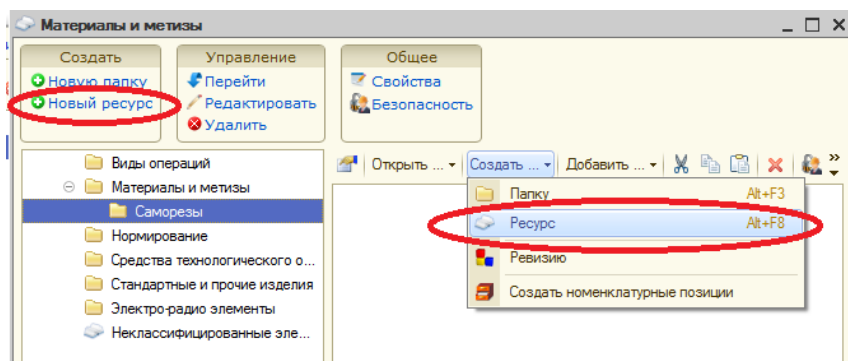 Материалы и метизы
Создать
Новую папку
Новый ресурс
Управление
Перейти
Редактировать
Удалить
Общее
Свойства
Безопасность
Виды операций
Материалы и метизы
Саморезы
Нормирование
Средства технологического о...
Стандартные и прочие изделия
Электро-радио элементы
Неклассифицированные эле...
Открыть ... Создать ... Добавить ...
Папку Alt+F3
Ресурс Alt+F8
Ревизию
Создать номенклатурные позиции